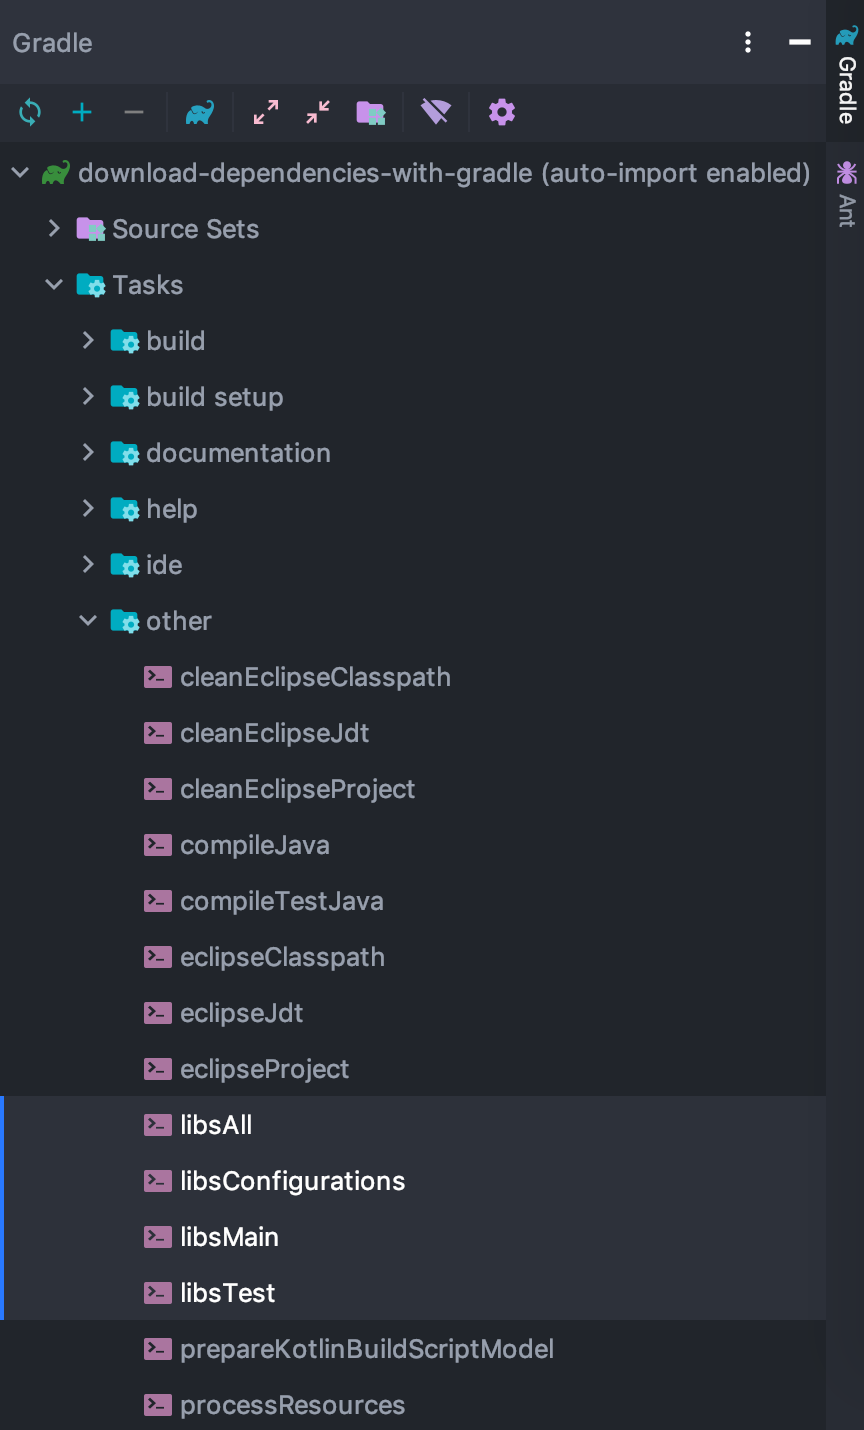 Gradle
download-dependencies-with-gradle (auto-import enabled)
Source Sets
Tasks
build
build setup
documentation
help
ide
other
cleanEclipseClasspath
cleanEclipseJdt
cleanEclipseProject
compileJava
compileTestJava
eclipseClasspath
eclipseJdt
eclipseProject
libsAll
libsConfigurations
libsMain
libsTest
prepareKotlinBuildScriptModel
processResources
Gradle
Ant